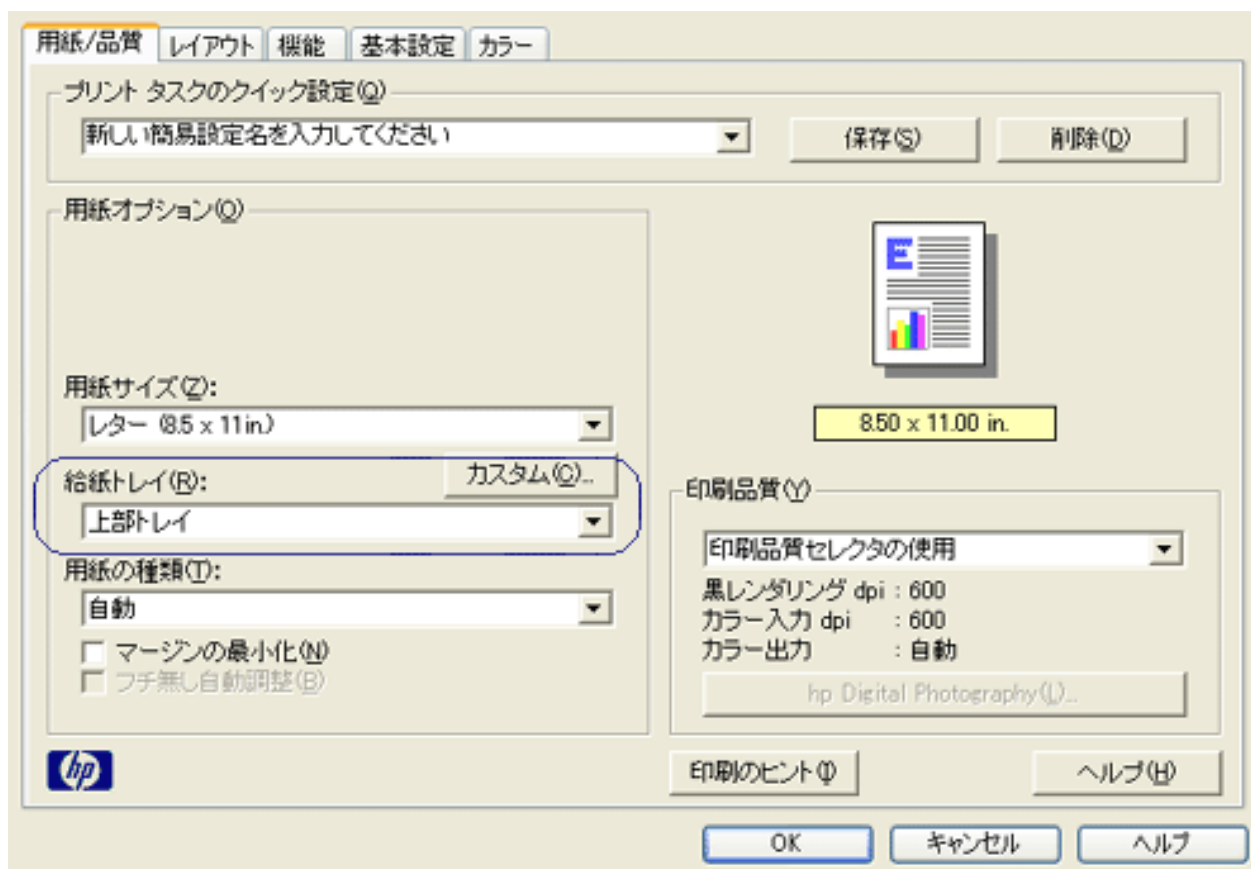 用紙/品質 レイアウト 機能 基本設定 カラー
プリント タスクのクイック設定(Q)
新しい簡易設定名を入力してください
保存(S)
削除(D)
用紙オプション(O)
E
用紙サイズ(Z):
レター (8.5 x 11in.)
8.50 x 11.00 in.
カスタム(C)...
給紙トレイ(R):
上部トレイ
用紙の種類(T):
自動
マージンの最小化(N)
フチ無し自動調整(B)
印刷品質(Y)
印刷品質セレクタの使用
黒レンダリング dpi : 600
カラー入力 dpi : 600
カラー出力 : 自動
hp Digital Photography(L)...
hp
印刷のヒント(I)
ヘルプ(H)
OK
キャンセル
ヘルプ